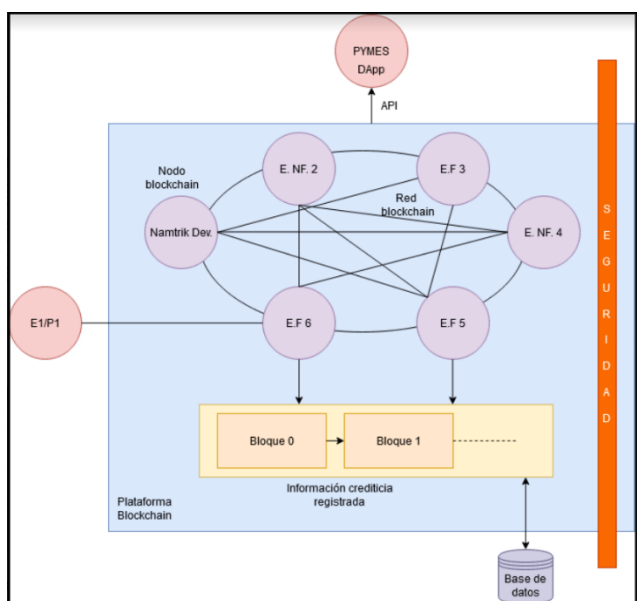 PYMES
DApp
API
Nodo
blockchain
E. NF. 2
E.F 3
Red
blockchain
Namtrik Dev.
E. NF. 4
E1/P1
E.F 6
E.F 5
Bloque 0
Bloque 1
Información crediticia
registrada
Plataforma
Blockchain
Base de
datos
SEGURIDAD